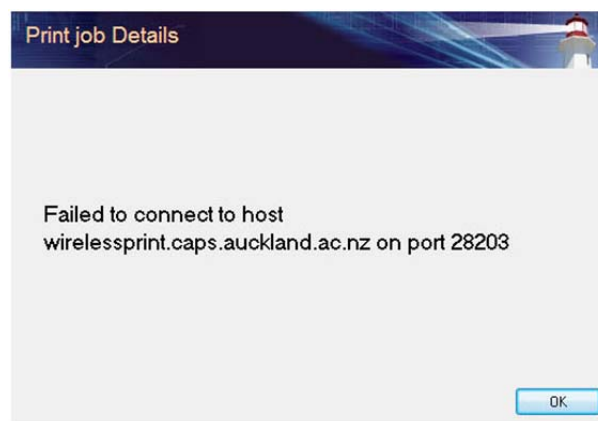 Print job Details
Failed to connect to host
wirelessprint.caps.auckland.ac.nz on port 28203
OK